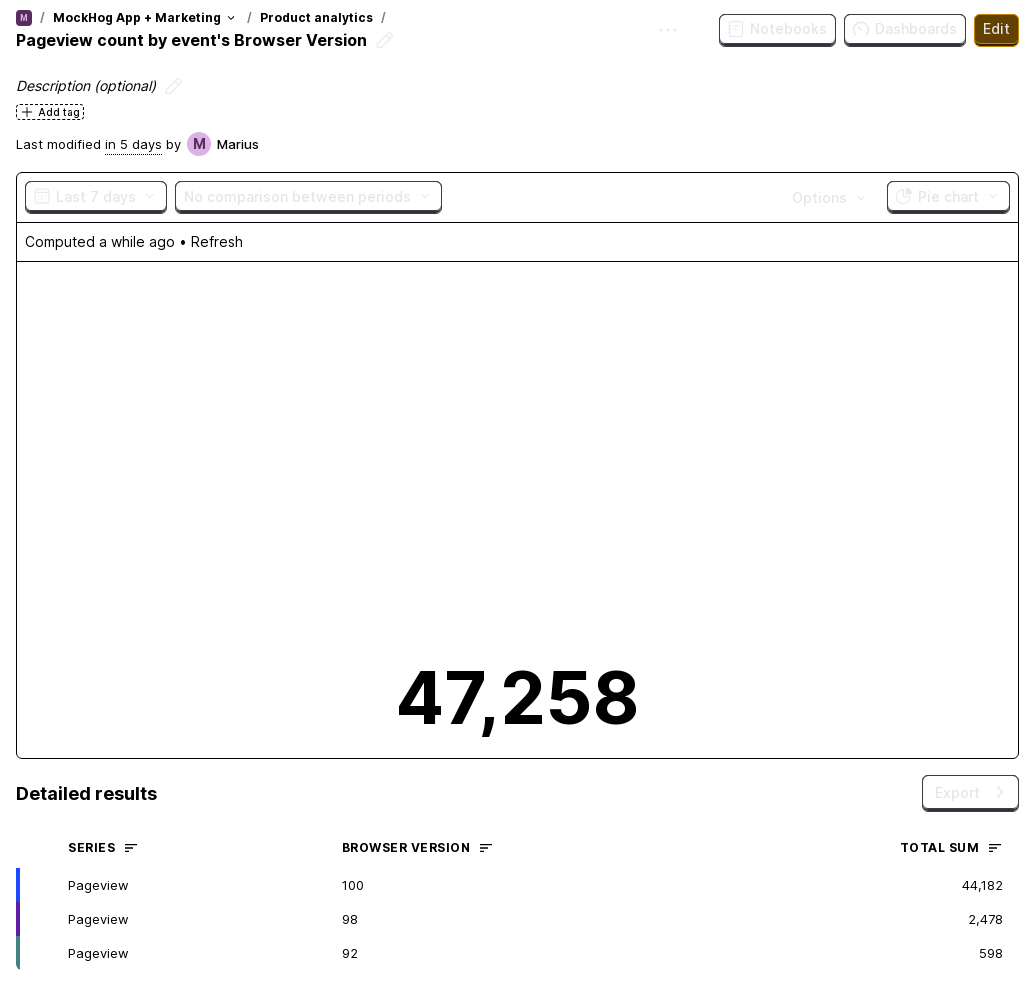 M / MockHog App + Marketing / Product analytics /
Pageview count by event's Browser Version
Notebooks Dashboards Edit
Description (optional)
Add tag
Last modified in 5 days by M Marius
Last 7 days No comparison between periods Options Pie chart
Computed a while ago • Refresh
47,258
Detailed results
Export
SERIES BROWSER VERSION TOTAL SUM
Pageview 100 44,182
Pageview 98 2,478
Pageview 92 598